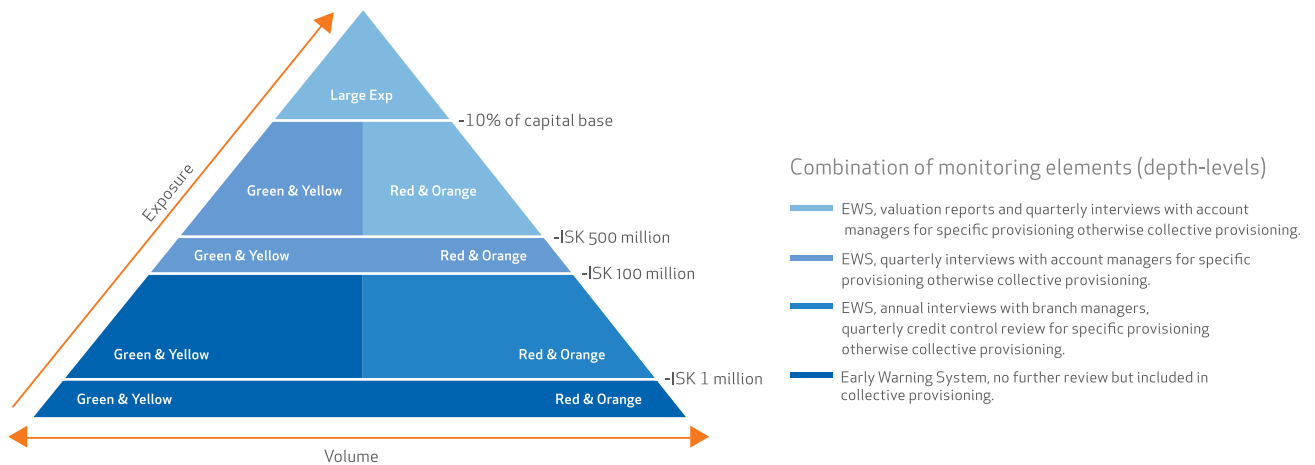 Large Exp
-10% of capital base
Exposure
Green & Yellow
Red & Orange
-ISK 500 million
Green & Yellow
Red & Orange
-ISK 100 million
Green & Yellow
Red & Orange
-ISK 1 million
Green & Yellow
Red & Orange
Volume
Combination of monitoring elements (depth-levels)
EWS, valuation reports and quarterly interviews with account
managers for specific provisioning otherwise collective provisioning.
EWS, quarterly interviews with account managers for specific
provisioning otherwise collective provisioning.
EWS, annual interviews with branch managers,
quarterly credit control review for specific provisioning
otherwise collective provisioning.
Early Warning System, no further review but included in
collective provisioning.